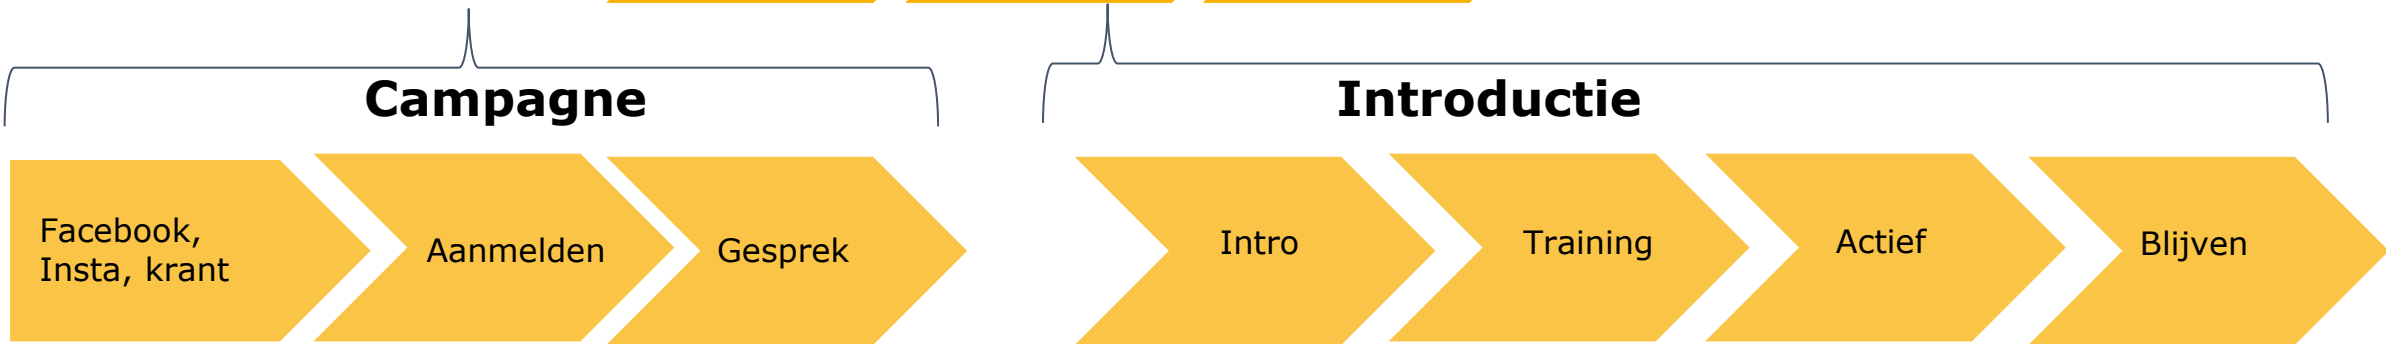 Campagne
Introductie
Facebook,
Insta, krant
Aanmelden
Gesprek
Intro
Training
Actief
Blijven